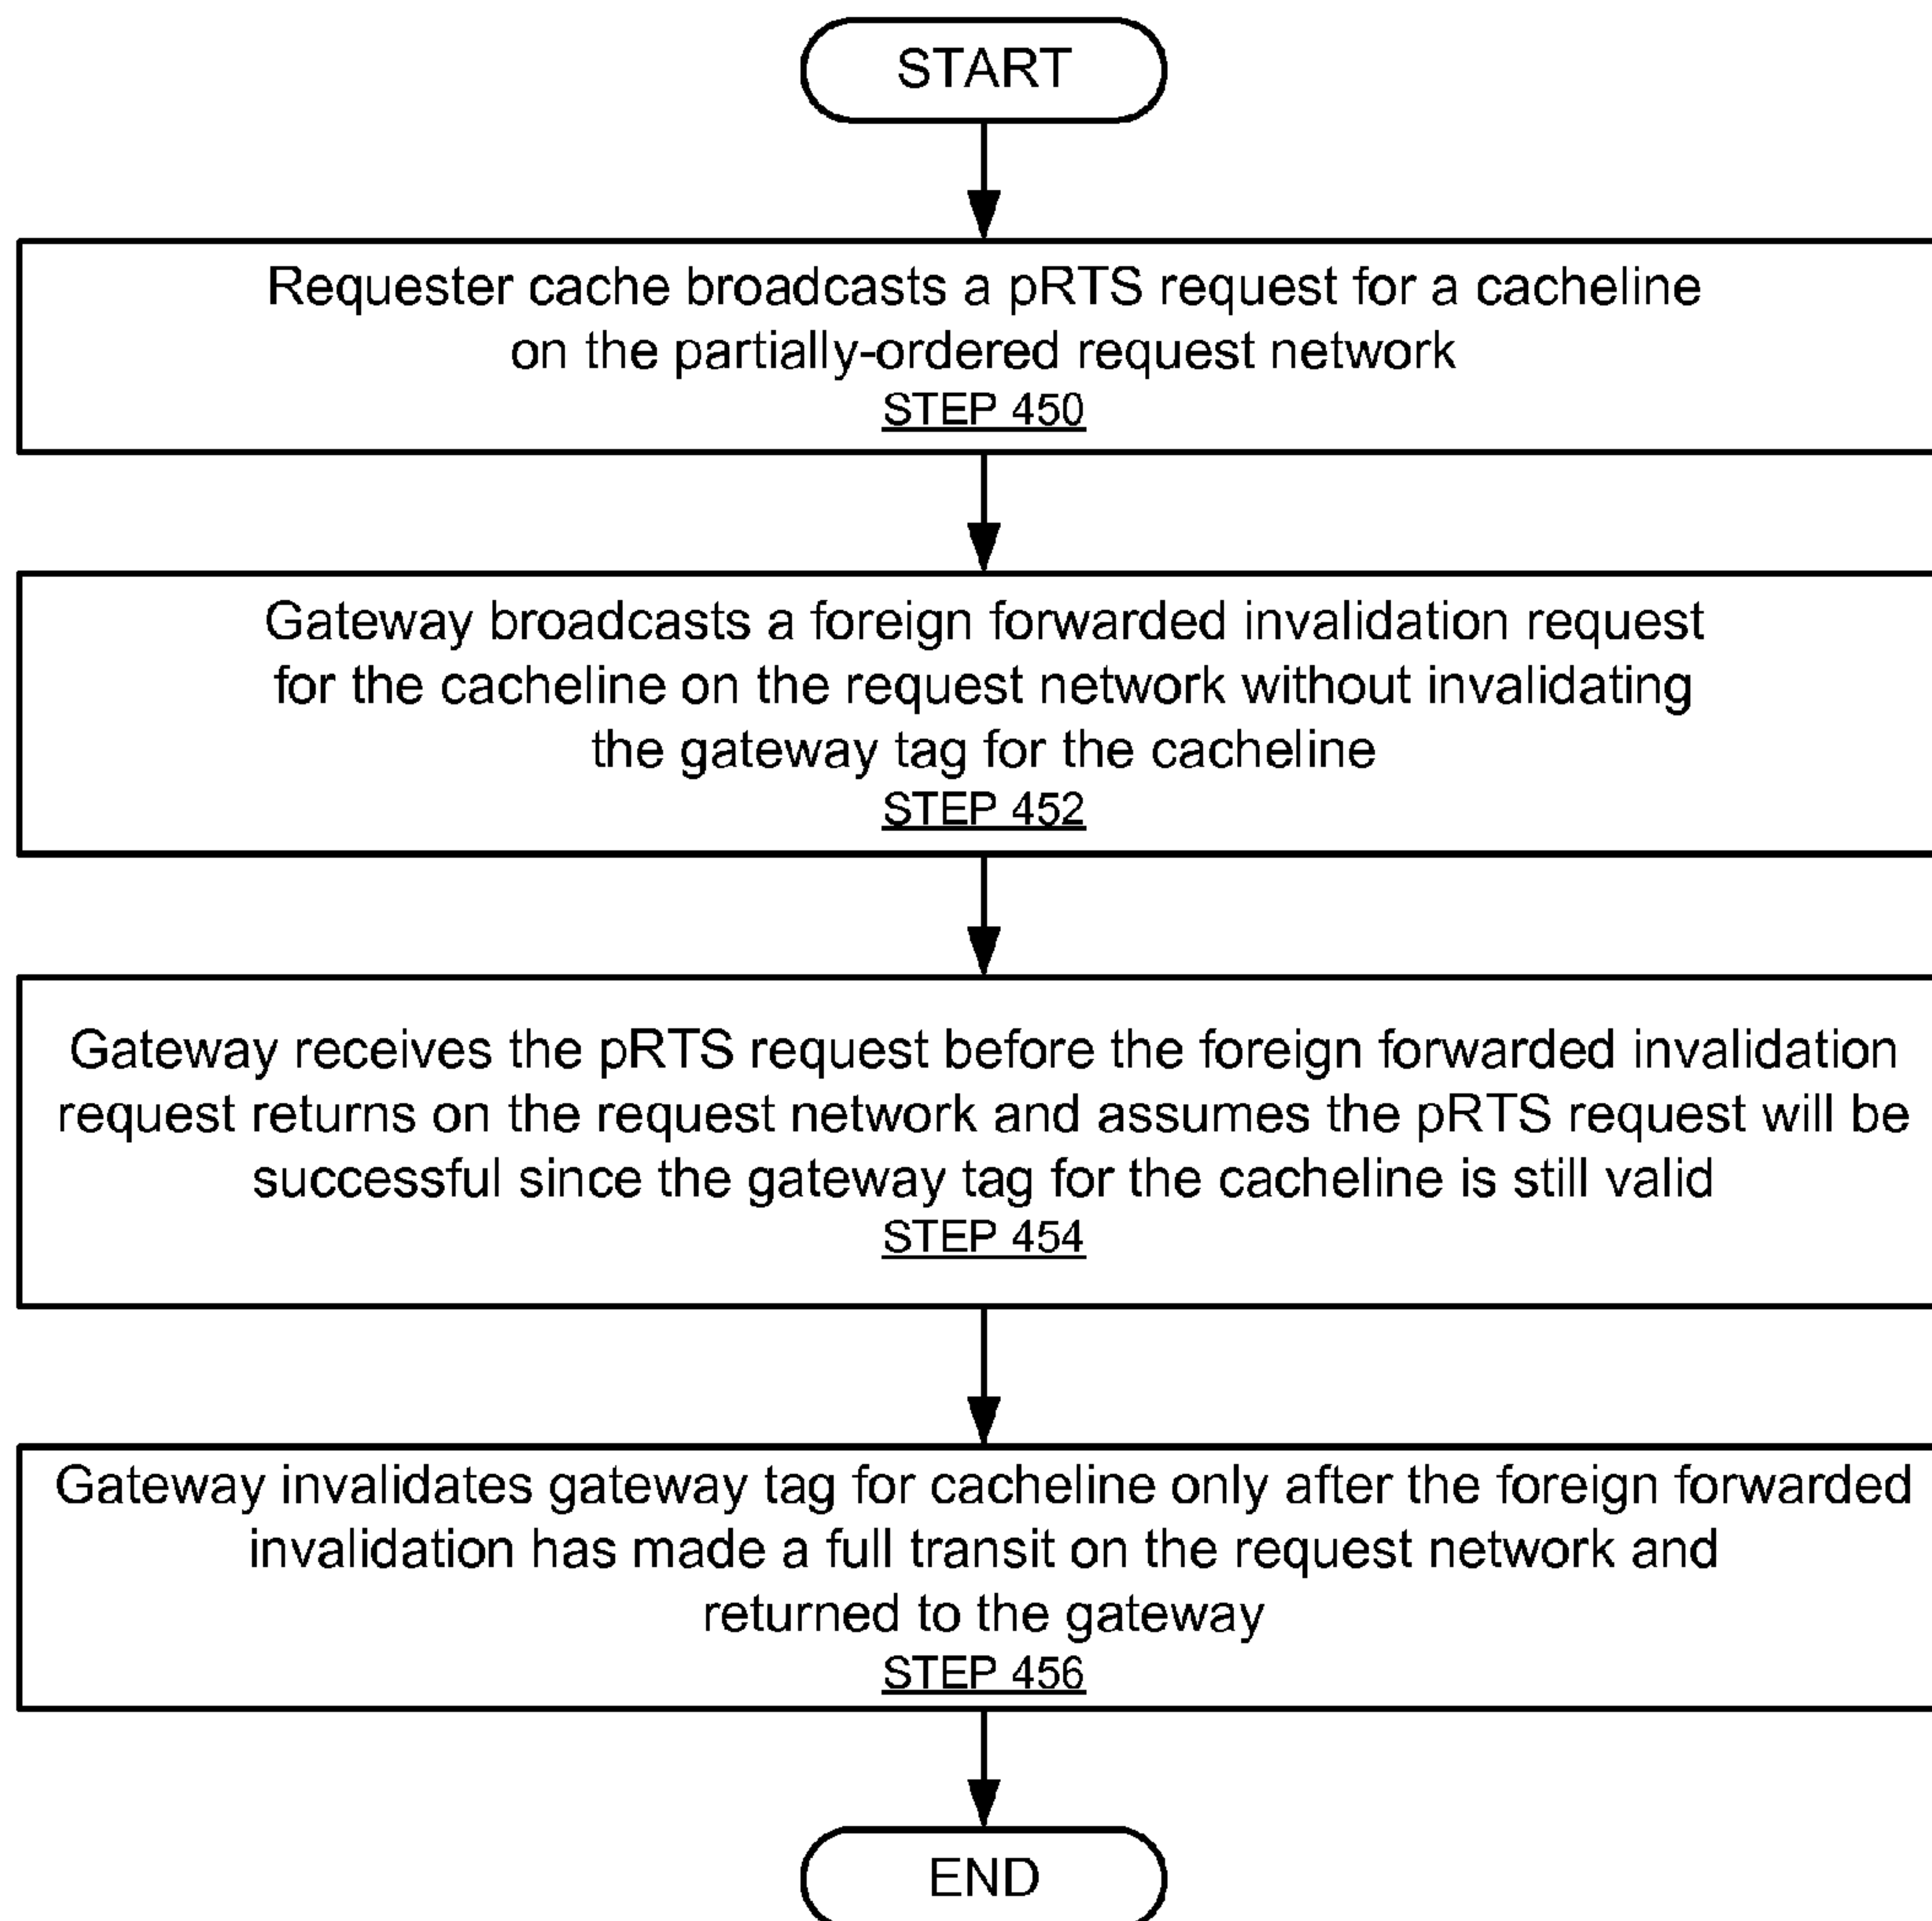 START
Requester cache broadcasts a pRTS request for a cacheline
on the partially-ordered request network
STEP 450
Gateway broadcasts a foreign forwarded invalidation request
for the cacheline on the request network without invalidating
the gateway tag for the cacheline
STEP 452
Gateway receives the pRTS request before the foreign forwarded invalidation
request returns on the request network and assumes the pRTS request will be
successful since the gateway tag for the cacheline is still valid
STEP 454
Gateway invalidates gateway tag for cacheline only after the foreign forwarded
invalidation has made a full transit on the request network and
returned to the gateway
STEP 456
END